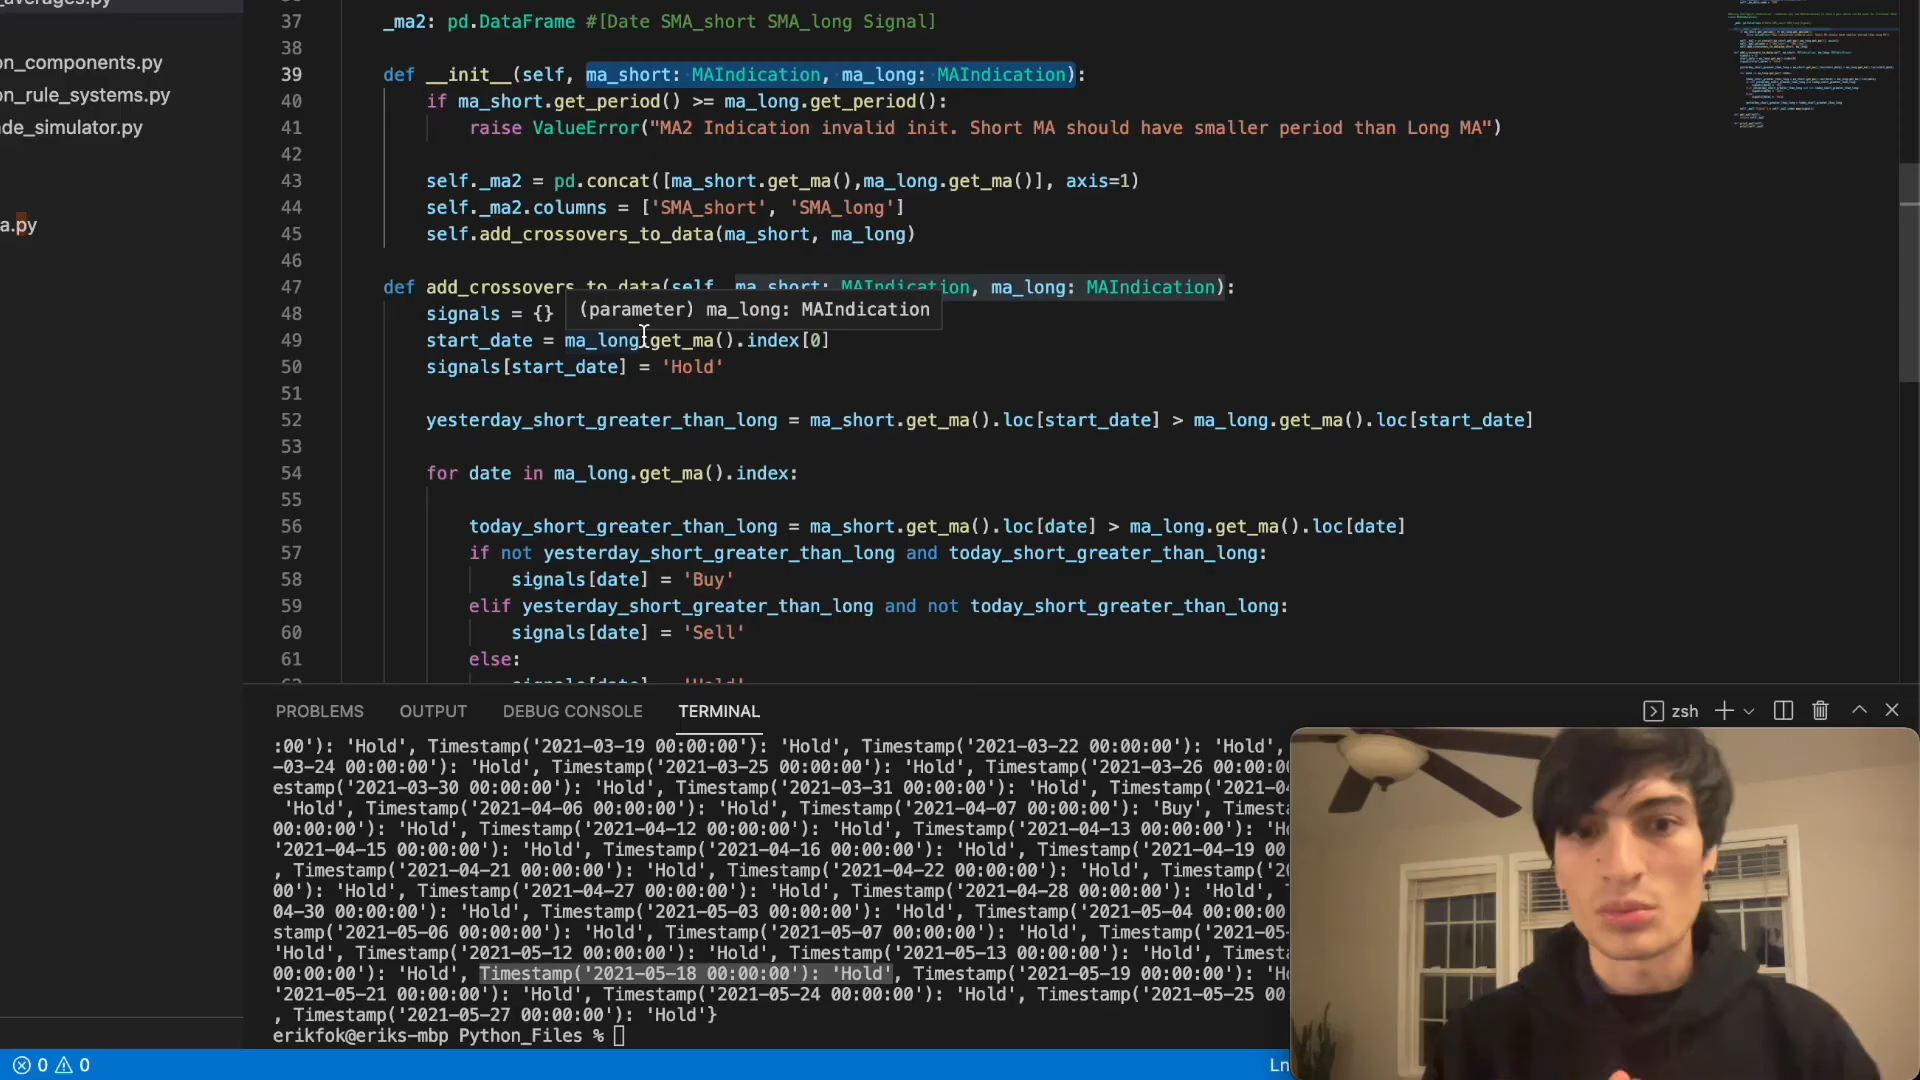 _averages.py
on_components.py
on_rule_systems.py
de_simulator.py
a.py
37 _ma2: pd.DataFrame #[Date SMA_short SMA_long Signal]
38
39 def __init__(self, ma_short: MAIndication, ma_long: MAIndication):
40 if ma_short.get_period() >= ma_long.get_period():
41 raise ValueError("MA2 Indication invalid init. Short MA should have smaller period than Long MA")
42
43 self._ma2 = pd.concat([ma_short.get_ma(),ma_long.get_ma()], axis=1)
44 self._ma2.columns = ['SMA_short', 'SMA_long']
45 self.add_crossovers_to_data(ma_short, ma_long)
46
47 def add_crossovers_to_data(self, ma_short: MAIndication, ma_long: MAIndication):
(parameter) ma_long: MAIndication
48 signals = {}
49 start_date = ma_long.get_ma().index[0]
50 signals[start_date] = 'Hold'
51
52 yesterday_short_greater_than_long = ma_short.get_ma().loc[start_date] > ma_long.get_ma().loc[start_date]
53
54 for date in ma_long.get_ma().index:
55
56 today_short_greater_than_long = ma_short.get_ma().loc[date] > ma_long.get_ma().loc[date]
57 if not yesterday_short_greater_than_long and today_short_greater_than_long:
58 signals[date] = 'Buy'
59 elif yesterday_short_greater_than_long and not today_short_greater_than_long:
60 signals[date] = 'Sell'
61 else:
PROBLEMS OUTPUT DEBUG CONSOLE TERMINAL zsh
:00'): 'Hold', Timestamp('2021-03-19 00:00:00'): 'Hold', Timestamp('2021-03-22 00:00:00'): 'Hold',
-03-24 00:00:00'): 'Hold', Timestamp('2021-03-25 00:00:00'): 'Hold', Timestamp('2021-03-26 00:00:0
estamp('2021-03-30 00:00:00'): 'Hold', Timestamp('2021-03-31 00:00:00'): 'Hold', Timestamp('2021-4
'Hold', Timestamp('2021-04-06 00:00:00'): 'Hold', Timestamp('2021-04-07 00:00:00'): 'Buy', Timesta
00:00:00'): 'Hold', Timestamp('2021-04-12 00:00:00'): 'Hold', Timestamp('2021-04-13 00:00:00'): 'Ho
'2021-04-15 00:00:00'): 'Hold', Timestamp('2021-04-16 00:00:00'): 'Hold', Timestamp('2021-04-19 00
, Timestamp('2021-04-21 00:00:00'): 'Hold', Timestamp('2021-04-22 00:00:00'): 'Hold', Timestamp('2
00'): 'Hold', Timestamp('2021-04-27 00:00:00'): 'Hold', Timestamp('2021-04-28 00:00:00'): 'Hold',
04-30 00:00:00'): 'Hold', Timestamp('2021-05-03 00:00:00'): 'Hold', Timestamp('2021-05-04 00:00:00
stamp('2021-05-06 00:00:00'): 'Hold', Timestamp('2021-05-07 00:00:00'): 'Hold', Timestamp('2021-05-
'Hold', Timestamp('2021-05-12 00:00:00'): 'Hold', Timestamp('2021-05-13 00:00:00'): 'Hold', Timesta
00:00:00'): 'Hold', Timestamp('2021-05-18 00:00:00'): 'Hold', Timestamp('2021-05-19 00:00:00'): 'Ho
'2021-05-21 00:00:00'): 'Hold', Timestamp('2021-05-24 00:00:00'): 'Hold', Timestamp('2021-05-25 00
, Timestamp('2021-05-27 00:00:00'): 'Hold'}
erikfok@eriks-mbp Python_Files %
0 0 Ln